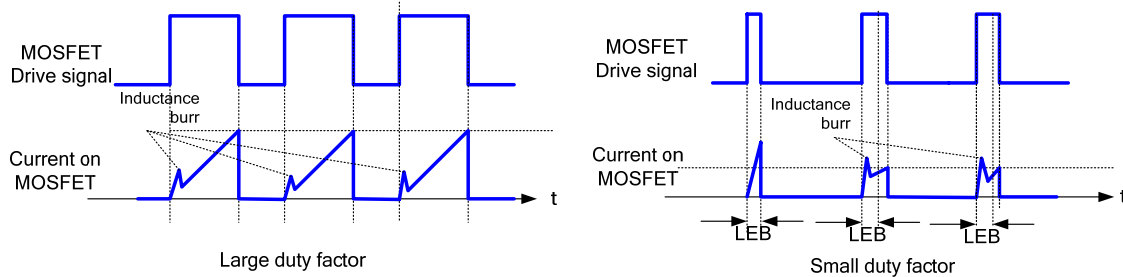 MOSFET
Drive signal
Inductance
burr
Current on
MOSFET
t
Large duty factor
MOSFET
Drive signal
Inductance
burr
Current on
MOSFET
t
LEB
LEB
LEB
Small duty factor